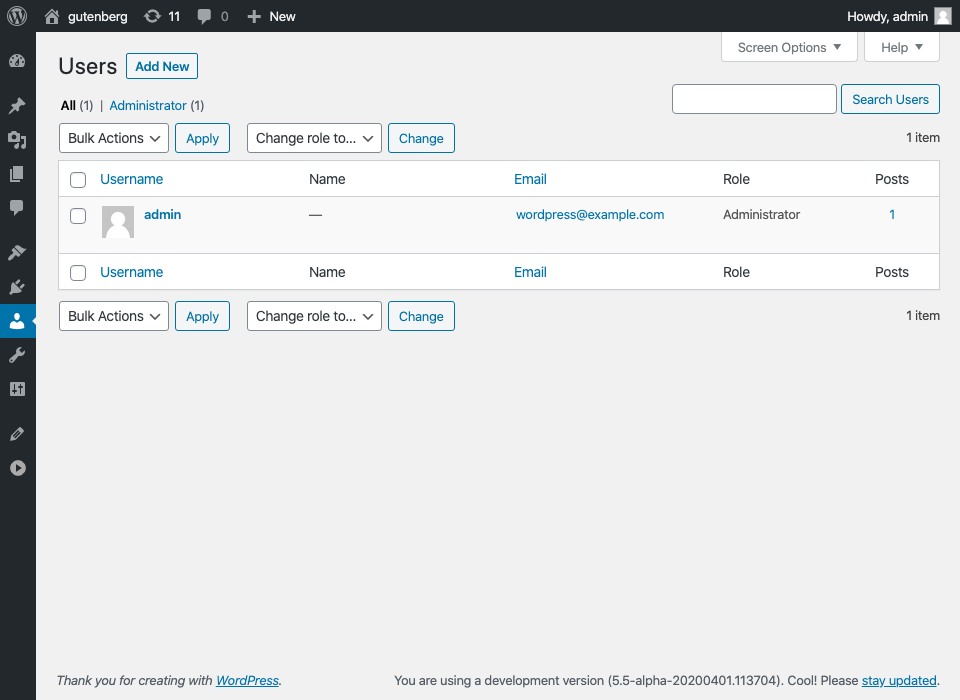 gutenberg 11 0 New Howdy, admin
Screen Options Help
Users Add New
All (1) | Administrator (1)
Search Users
Bulk Actions Apply Change role to... Change 1 item
Username Name Email Role Posts
admin — wordpress@example.com Administrator 1
Username Name Email Role Posts
Bulk Actions Apply Change role to... Change 1 item
Thank you for creating with WordPress. You are using a development version (5.5-alpha-20200401.113704). Cool! Please stay updated.